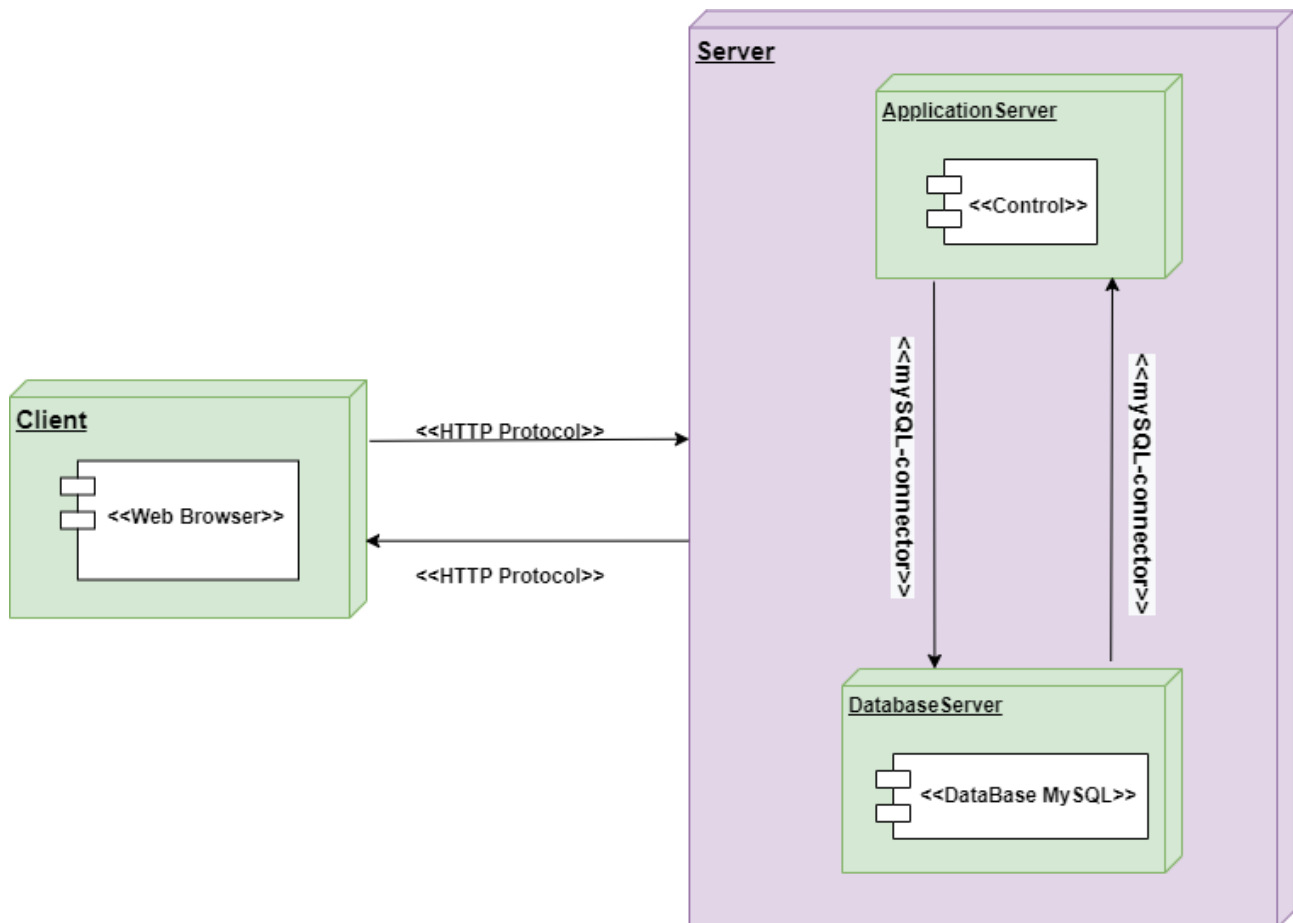 Server
ApplicationServer
<<Control>>
<<mySQL-connector>>
<<mySQL-connector>>
Client
<<Web Browser>>
<<HTTP Protocol>>
<<HTTP Protocol>>
DatabaseServer
<<DataBase MySQL>>